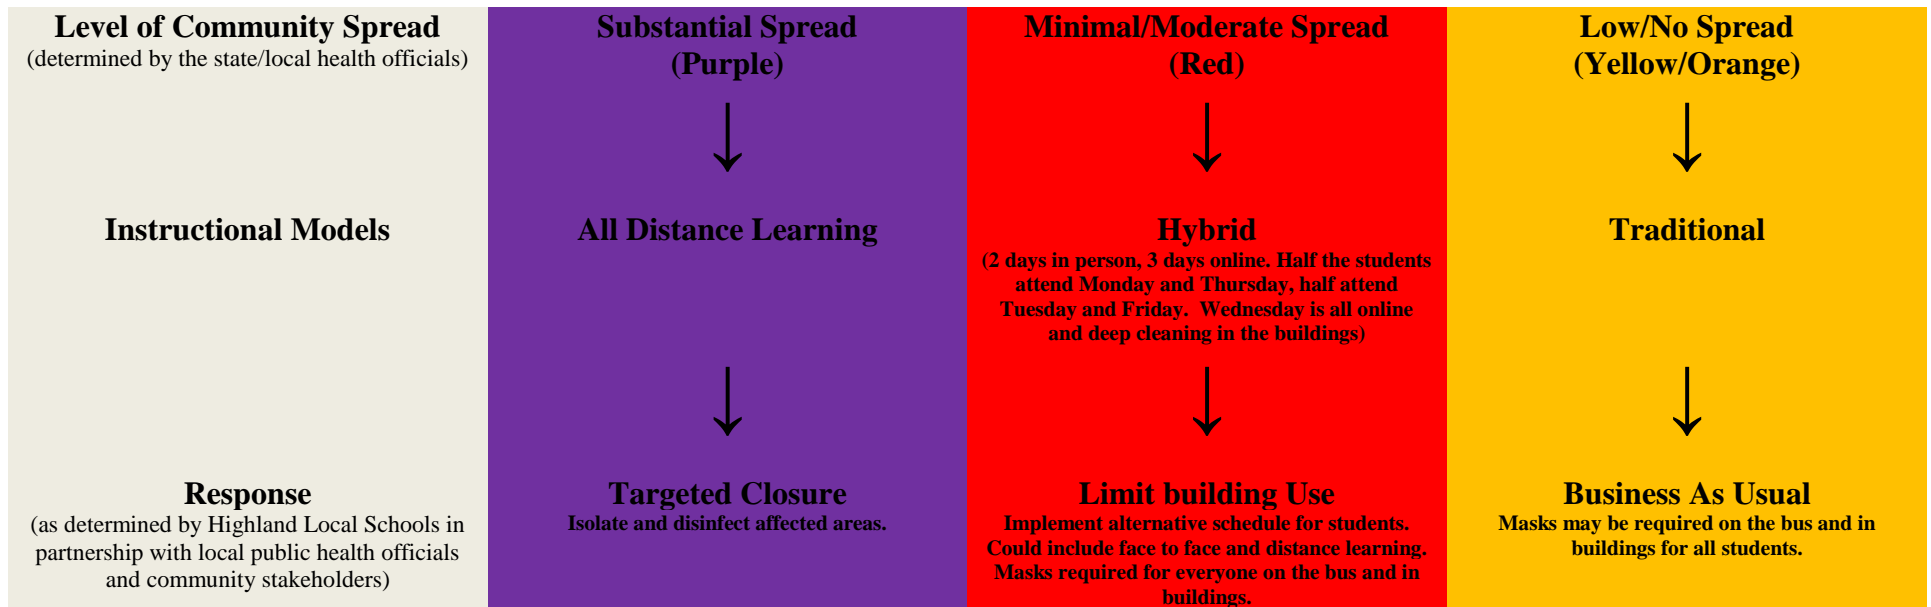 Level of Community Spread
(determined by the state/local health officials)
Substantial Spread
(Purple)
Minimal/Moderate Spread
(Red)
Low/No Spread
(Yellow/Orange)
Instructional Models
All Distance Learning
Hybrid
(2 days in person, 3 days online. Half the students
attend Monday and Thursday, half attend
Tuesday and Friday. Wednesday is all online
and deep cleaning in the buildings)
Traditional
Response
(as determined by Highland Local Schools in
partnership with local public health officials
and community stakeholders)
Targeted Closure
Isolate and disinfect affected areas.
Limit building Use
Implement alternative schedule for students.
Could include face to face and distance learning.
Masks required for everyone on the bus and in
buildings.
Business As Usual
Masks may be required on the bus and in
buildings for all students.